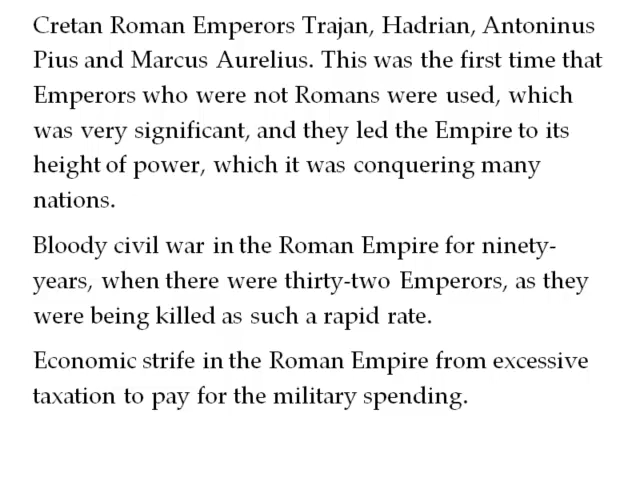 Cretan Roman Emperors Trajan, Hadrian, Antoninus
Pius and Marcus Aurelius. This was the first time that
Emperors who were not Romans were used, which
was very significant, and they led the Empire to its
height of power, which it was conquering many
nations.
Bloody civil war in the Roman Empire for ninety-
years, when there were thirty-two Emperors, as they
were being killed as such a rapid rate.
Economic strife in the Roman Empire from excessive
taxation to pay for the military spending.